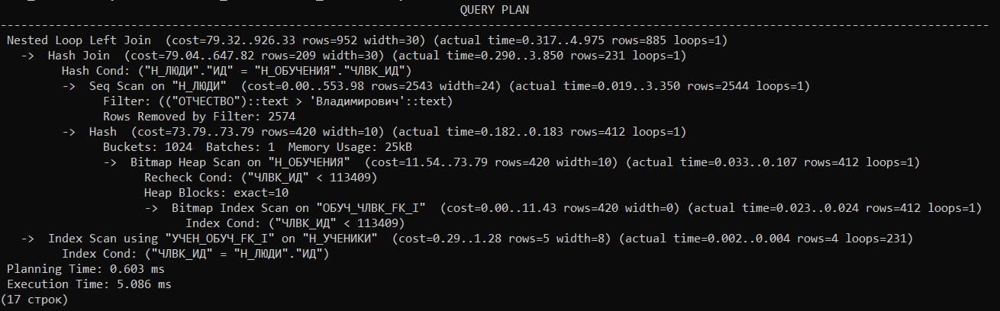 QUERY PLAN
-----------------------------------------------------------------------------------------------------------------------------------------------
Nested Loop Left Join  (cost=79.32..926.33 rows=952 width=30) (actual time=0.317..4.975 rows=885 loops=1)
  ->  Hash Join  (cost=79.04..647.82 rows=209 width=30) (actual time=0.290..3.850 rows=231 loops=1)
        Hash Cond: ("Н_ЛЮДИ"."ИД" = "Н_ОБУЧЕНИЯ"."ЧЛВК_ИД")
        ->  Seq Scan on "Н_ЛЮДИ"  (cost=0.00..553.98 rows=2543 width=24) (actual time=0.019..3.350 rows=2544 loops=1)
              Filter: (("ОТЧЕСТВО")::text > 'Владимирович'::text)
              Rows Removed by Filter: 2574
        ->  Hash  (cost=73.79..73.79 rows=420 width=10) (actual time=0.182..0.183 rows=412 loops=1)
              Buckets: 1024  Batches: 1  Memory Usage: 25kB
              ->  Bitmap Heap Scan on "Н_ОБУЧЕНИЯ"  (cost=11.54..73.79 rows=420 width=10) (actual time=0.033..0.107 rows=412 loops=1)
                    Recheck Cond: ("ЧЛВК_ИД" < 113409)
                    Heap Blocks: exact=10
                    ->  Bitmap Index Scan on "ОБУЧ_ЧЛВК_FK_I"  (cost=0.00..11.43 rows=420 width=0) (actual time=0.023..0.024 rows=412 loops=1)
                          Index Cond: ("ЧЛВК_ИД" < 113409)
  ->  Index Scan using "УЧЕН_ОБУЧ_FK_I" on "Н_УЧЕНИКИ"  (cost=0.29..1.28 rows=5 width=8) (actual time=0.002..0.004 rows=4 loops=231)
        Index Cond: ("ЧЛВК_ИД" = "Н_ЛЮДИ"."ИД")
Planning Time: 0.603 ms
Execution Time: 5.086 ms
(17 строк)